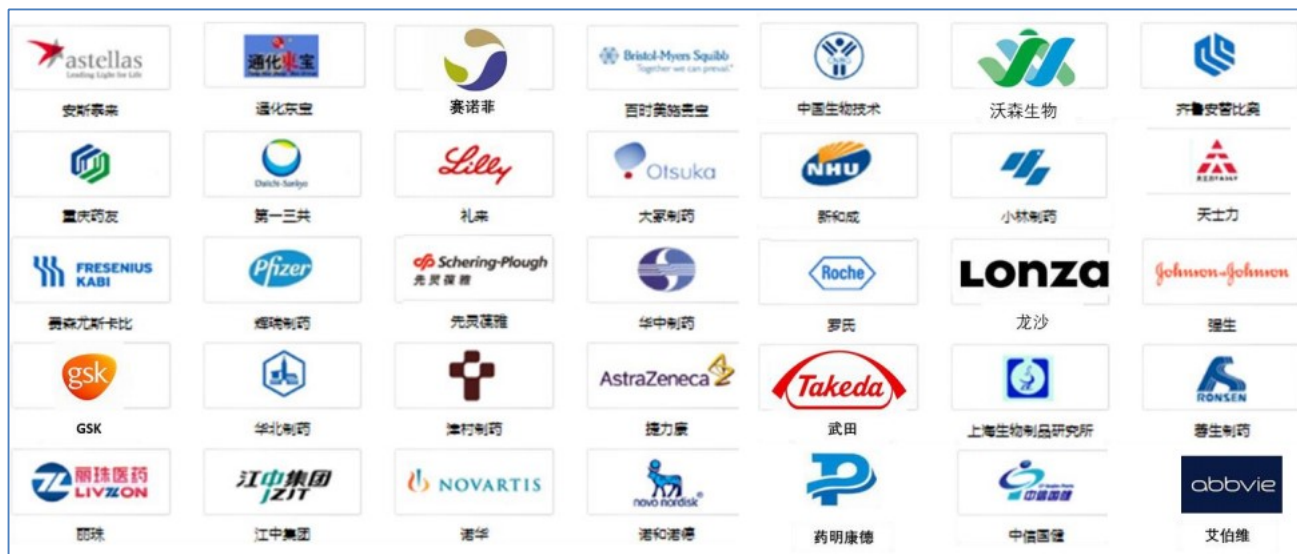 astellas
Leading Light for Life
通化東宝
Bristol-Myers Squibb
Together we can prevail.
CNBG
安斯泰来
通化东宝
赛诺菲
百时美施贵宝
中国生物技术
沃森生物
齐鲁安替比奥
Daiichi-Sankyo
Lilly
Otsuka
NHU
重庆药友
第一三共
礼来
大冢制药
新和成
小林制药
天士力
FRESENIUS
KABI
Pfizer
Schering-Plough
先灵葆雅
Roche
Lonza
Johnson-Johnson
费森尤斯卡比
辉瑞制药
先灵葆雅
华中制药
罗氏
龙沙
强生
gsk
AstraZeneca
Takeda
RONSEN
GSK
华北制药
津村制药
捷力康
武田
上海生物制品研究所
蓉生制药
丽珠医药
LIVZON
江中集团
JZJT
NOVARTIS
novo nordisk®
中信国健
abbvie
丽珠
江中集团
诺华
诺和诺德
药明康德
中信国健
艾伯维